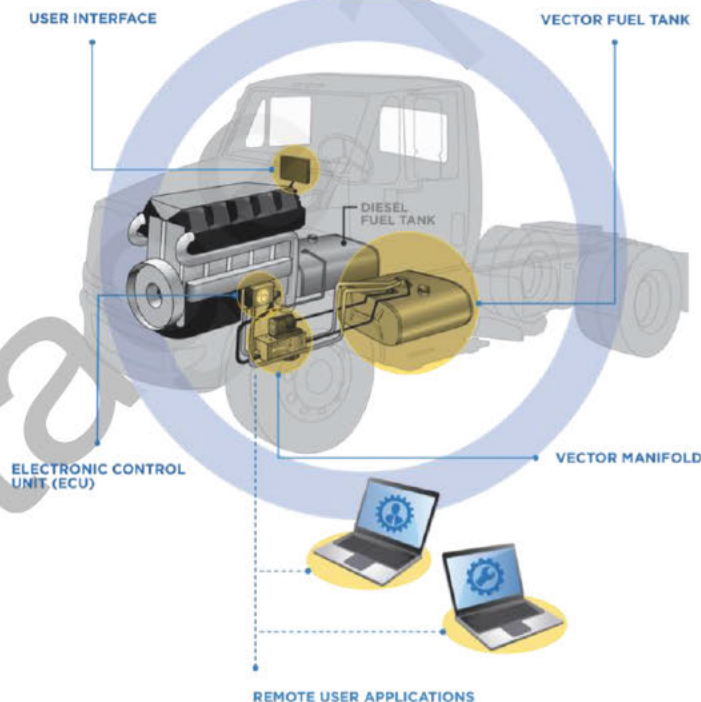 USER INTERFACE
VECTOR FUEL TANK
DIESEL
FUEL TANK
ELECTRONIC CONTROL
UNIT (ECU)
VECTOR MANIFOLD
REMOTE USER APPLICATIONS